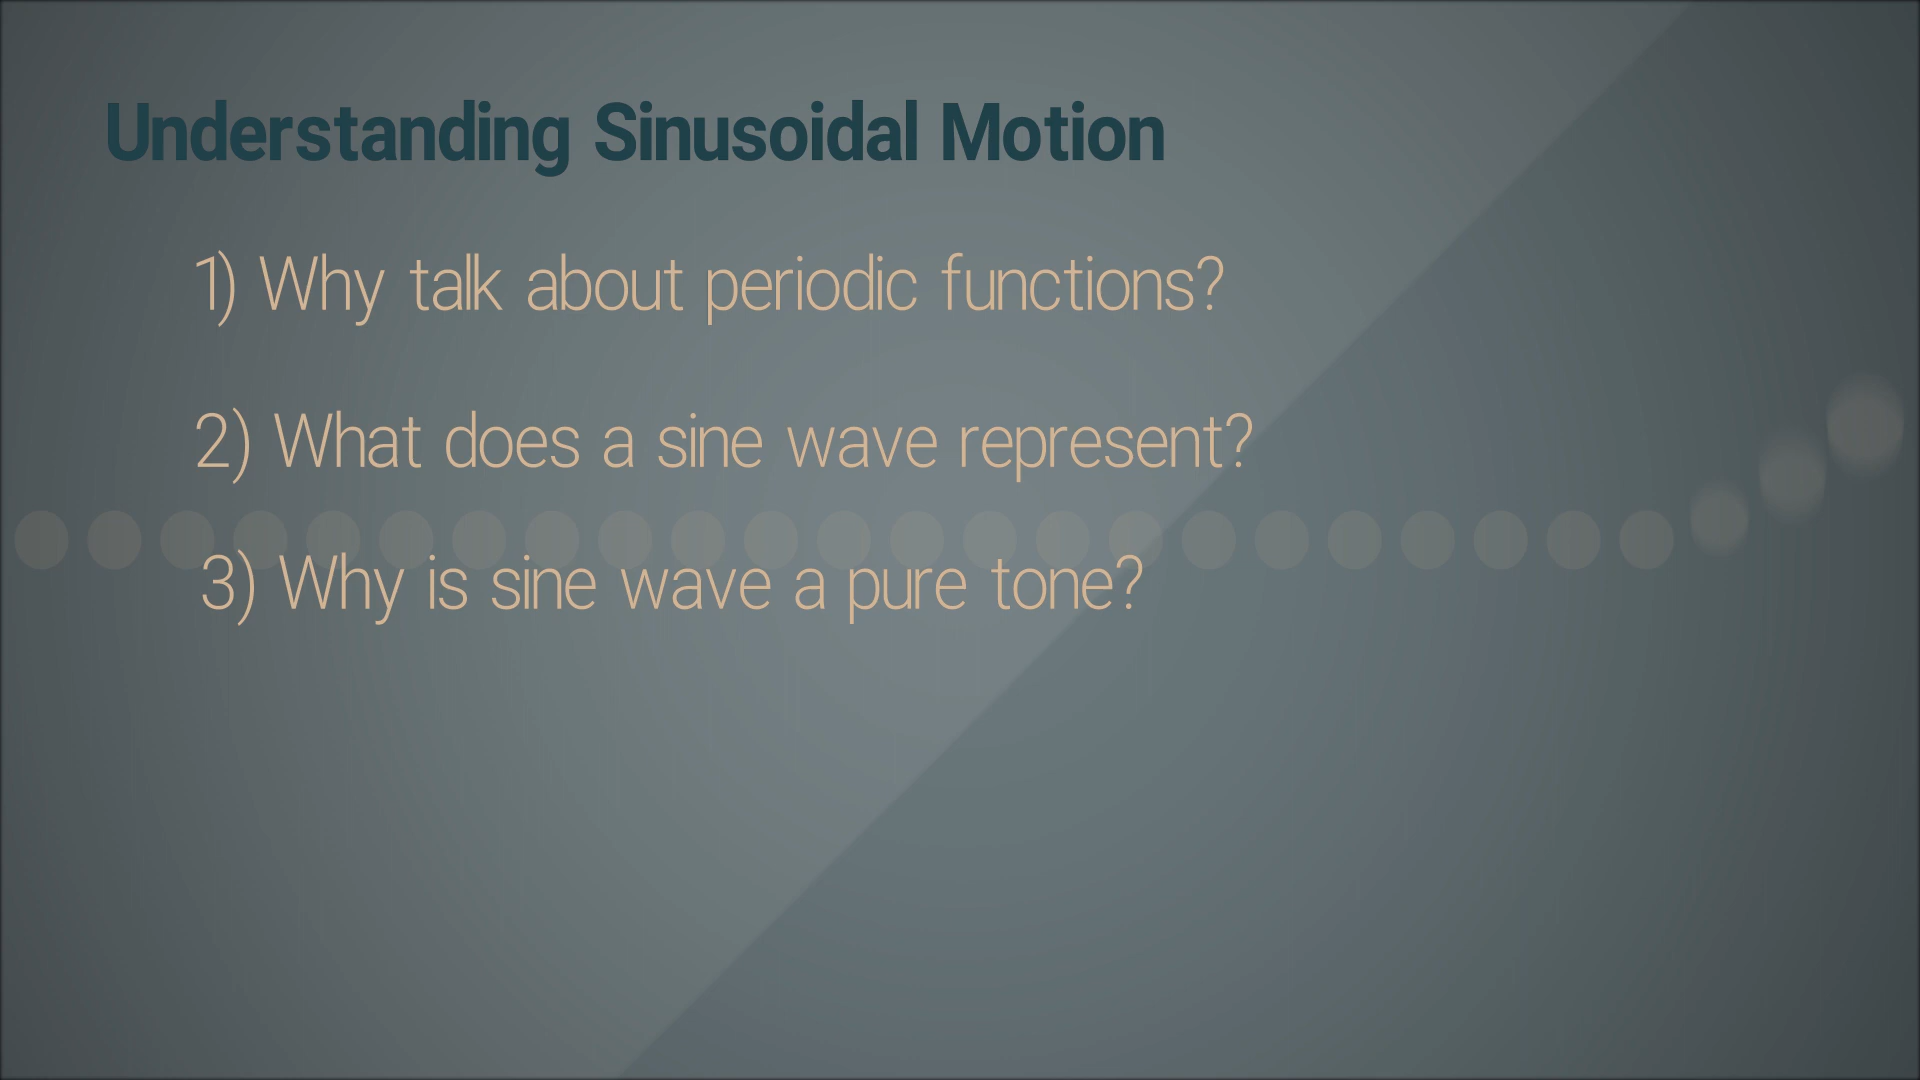 Understanding Sinusoidal Motion
1) Why talk about periodic functions?
2) What does a sine wave represent?
3) Why is sine wave a pure tone?